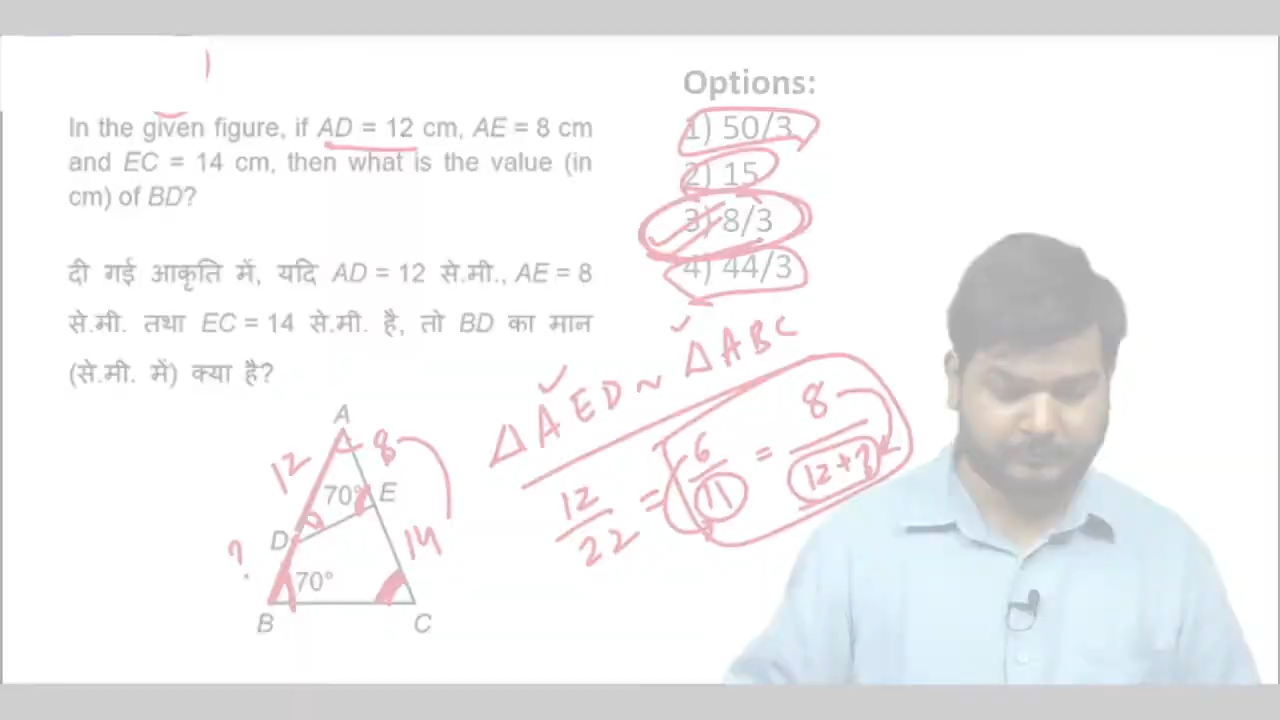 Options:
In the given figure, if AD = 12 cm, AE = 8 cm
and EC = 14 cm, then what is the value (in
cm) of BD?
1) 50/3
2) 15
3) 8/3
4) 44/3
दी गई आकृति में, यदि AD = 12 से.मी., AE = 8
से.मी. तथा EC = 14 से.मी. है, तो BD का मान
(से.मी. में) क्या है?
△AED ~ △ABC
12/22 = 6/11 = 8/(12+?)
A
12
8
70°
E
D
?
14
70°
B
C